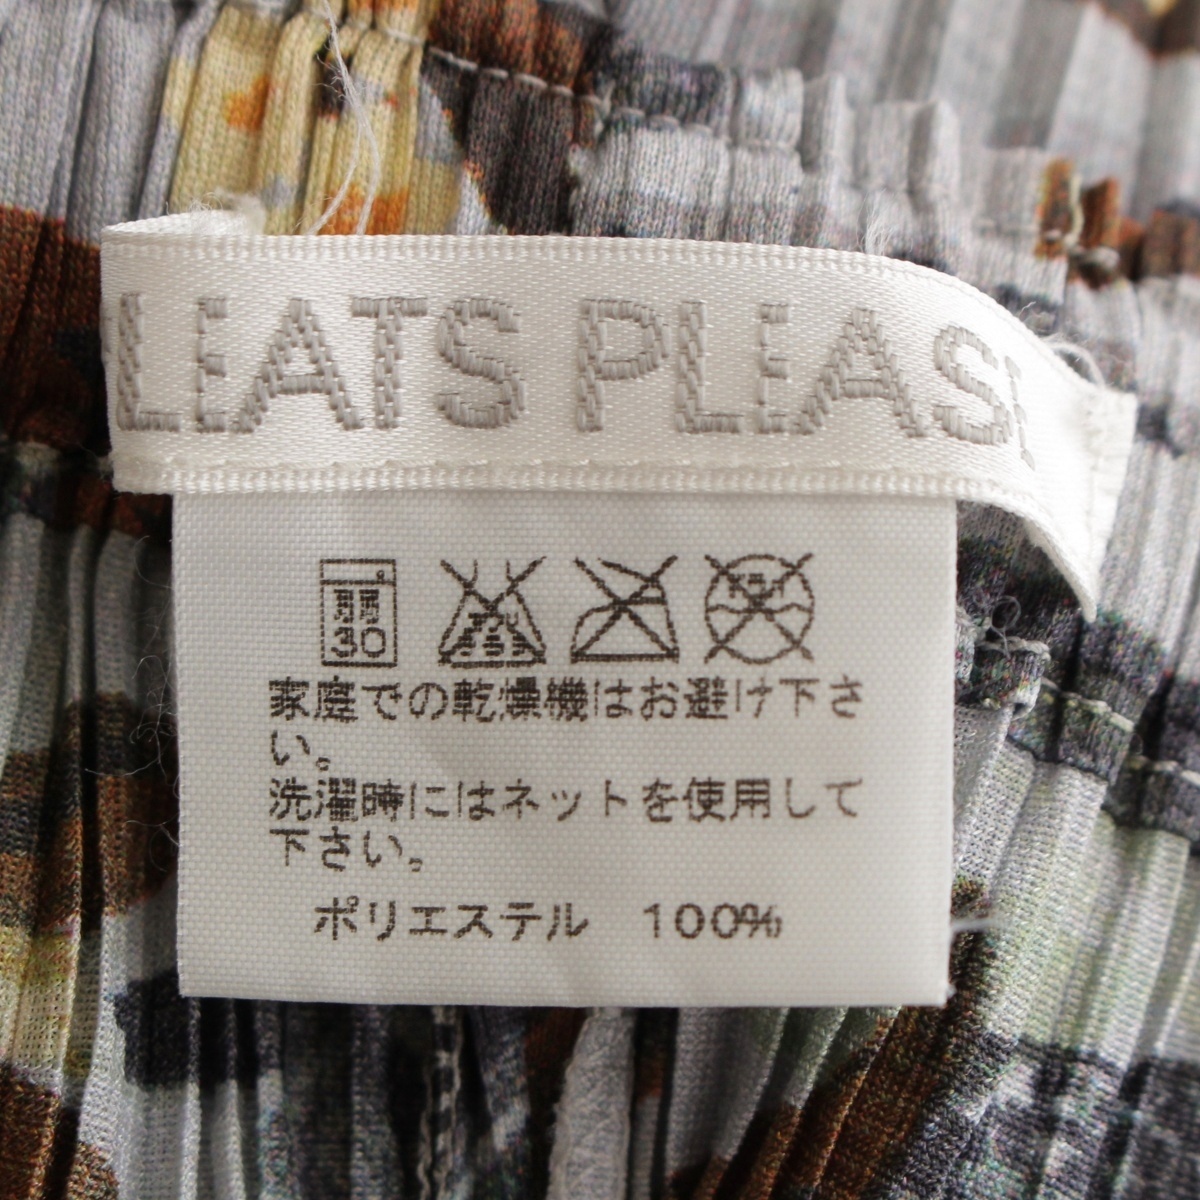 LEATS PLEAS
30
家庭での乾燥機はお避け下さ
い。
洗濯時にはネットを使用して
下さい。
ポリエステル 100%